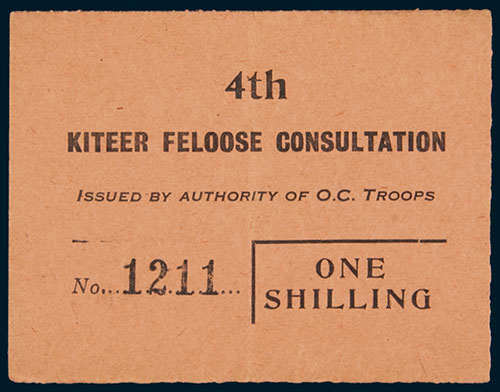 4th
KITEER FELOOSE CONSULTATION
ISSUED BY AUTHORITY OF O.C. TROOPS
No....1211...
ONE
SHILLING